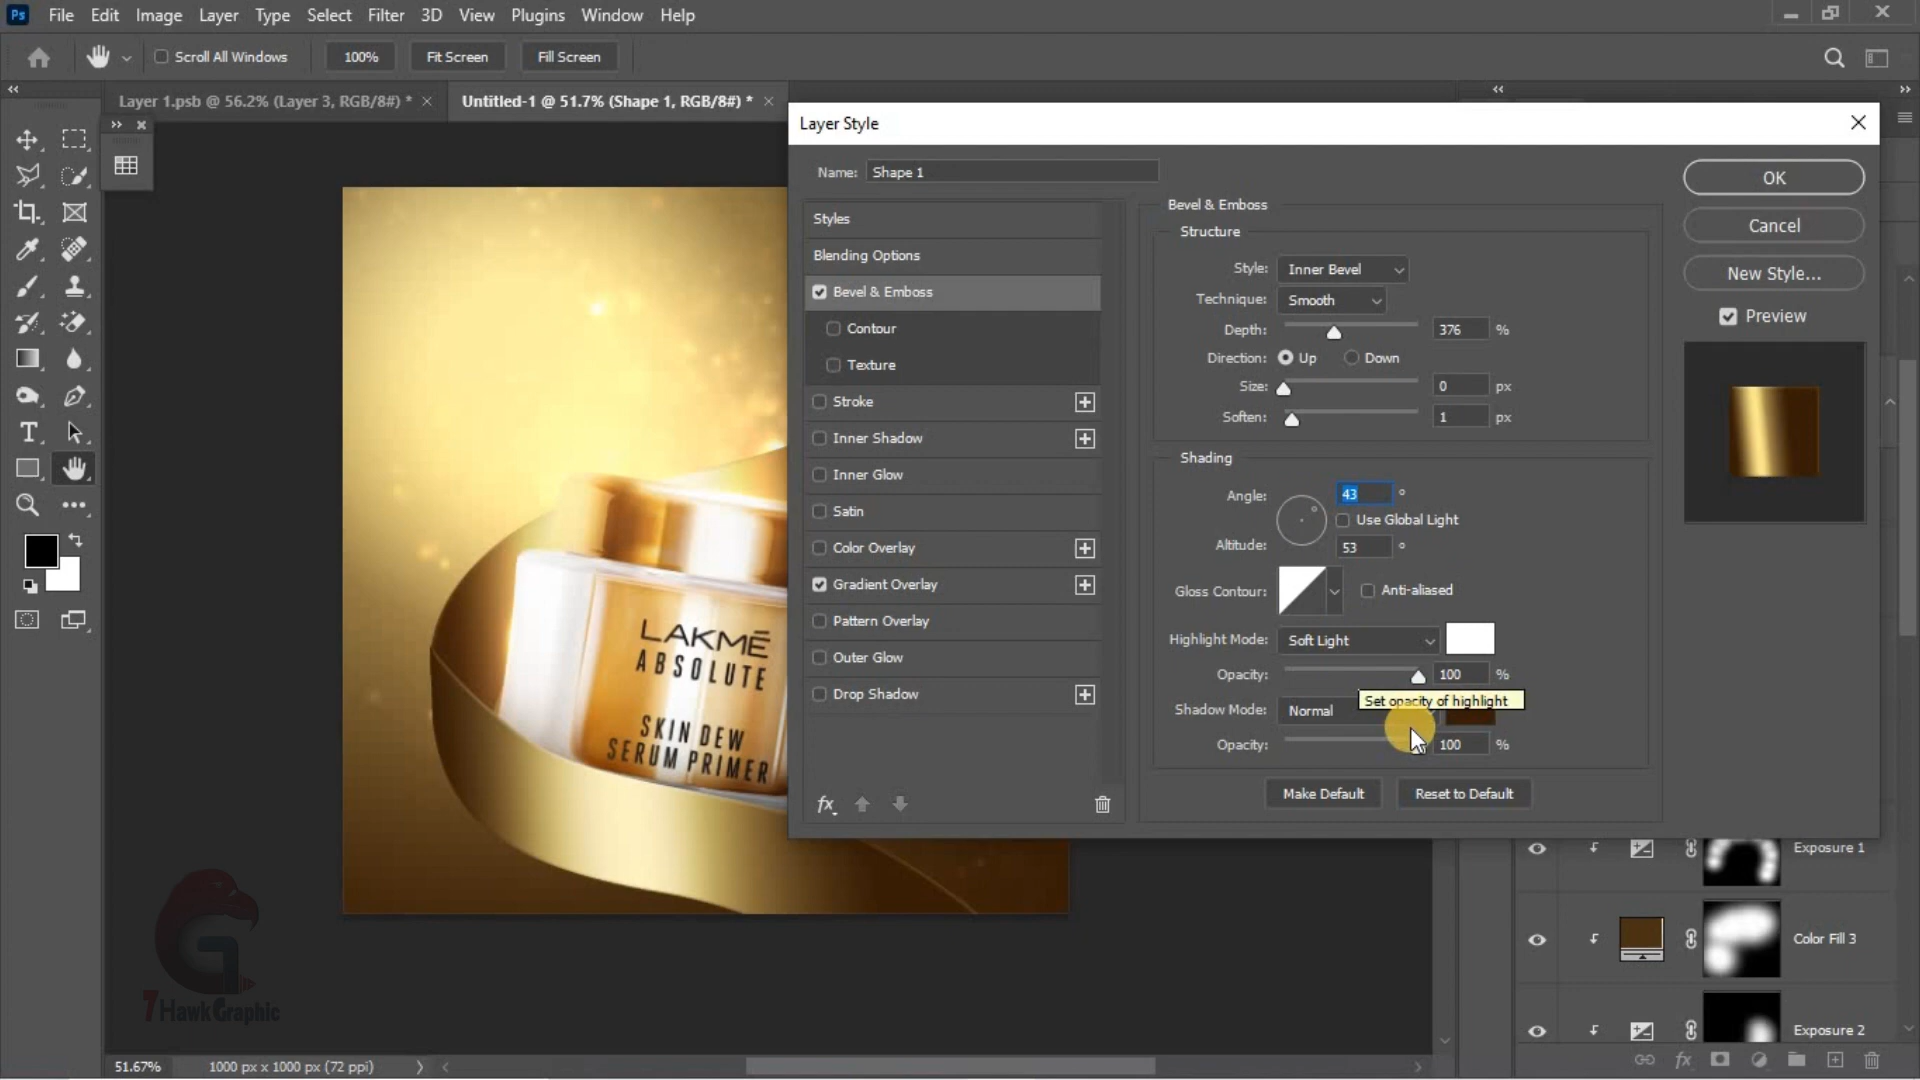 Ps File Edit Image Layer Type Select Filter 3D View Plugins Window Help
Scroll All Windows 100% Fit Screen Fill Screen
Layer 1.psb @ 56.2% (Layer 3, RGB/8#) * Untitled-1 @ 51.7% (Shape 1, RGB/8#) *
Layer Style
Name: Shape 1
Styles
Blending Options
Bevel & Emboss
Contour
Texture
Stroke
Inner Shadow
Inner Glow
Satin
Color Overlay
Gradient Overlay
Pattern Overlay
Outer Glow
Drop Shadow
fx
Bevel & Emboss
Structure
Style: Inner Bevel
Technique: Smooth
Depth: 376 %
Direction: Up Down
Size: 0 px
Soften: 1 px
Shading
Angle: 43 °
Use Global Light
Altitude: 53 °
Gloss Contour: Anti-aliased
Highlight Mode: Soft Light
Opacity: 100 %
Set opacity of highlight
Shadow Mode: Normal
Opacity: 100 %
Make Default Reset to Default
OK
Cancel
New Style...
Preview
LAKMĒ
ABSOLUTE
SKIN DEW
SERUM PRIMER
7HawkGraphic
Exposure 1
Color Fill 3
Exposure 2
fx
51.67% 1000 px x 1000 px (72 ppi)